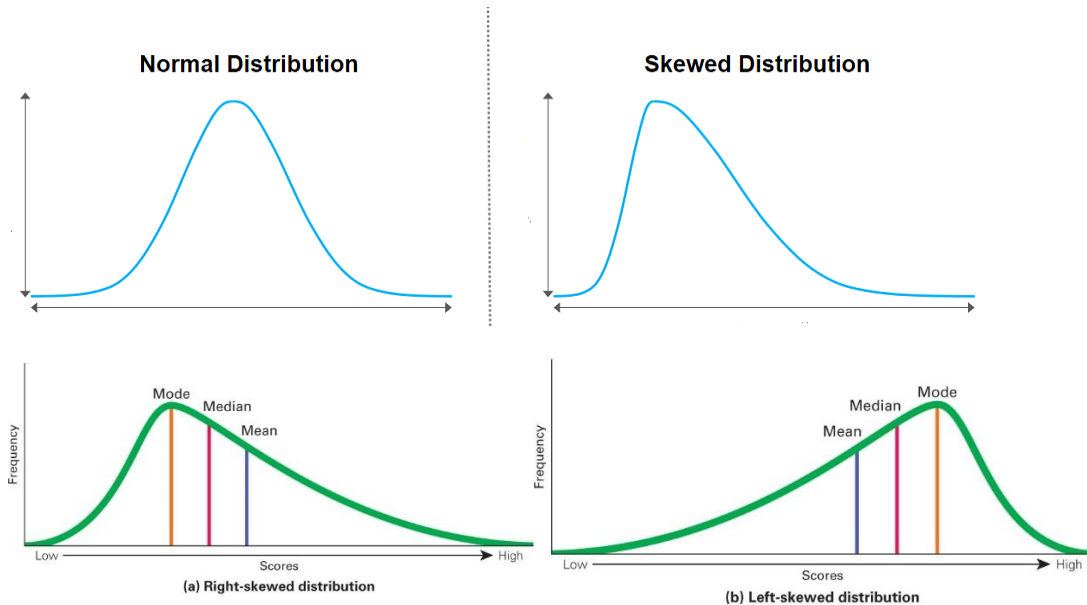 Normal Distribution
Skewed Distribution
Mode
Median
Mean
Frequency
Low
High
Scores
(a) Right-skewed distribution
Mode
Median
Mean
Frequency
Low
High
Scores
(b) Left-skewed distribution